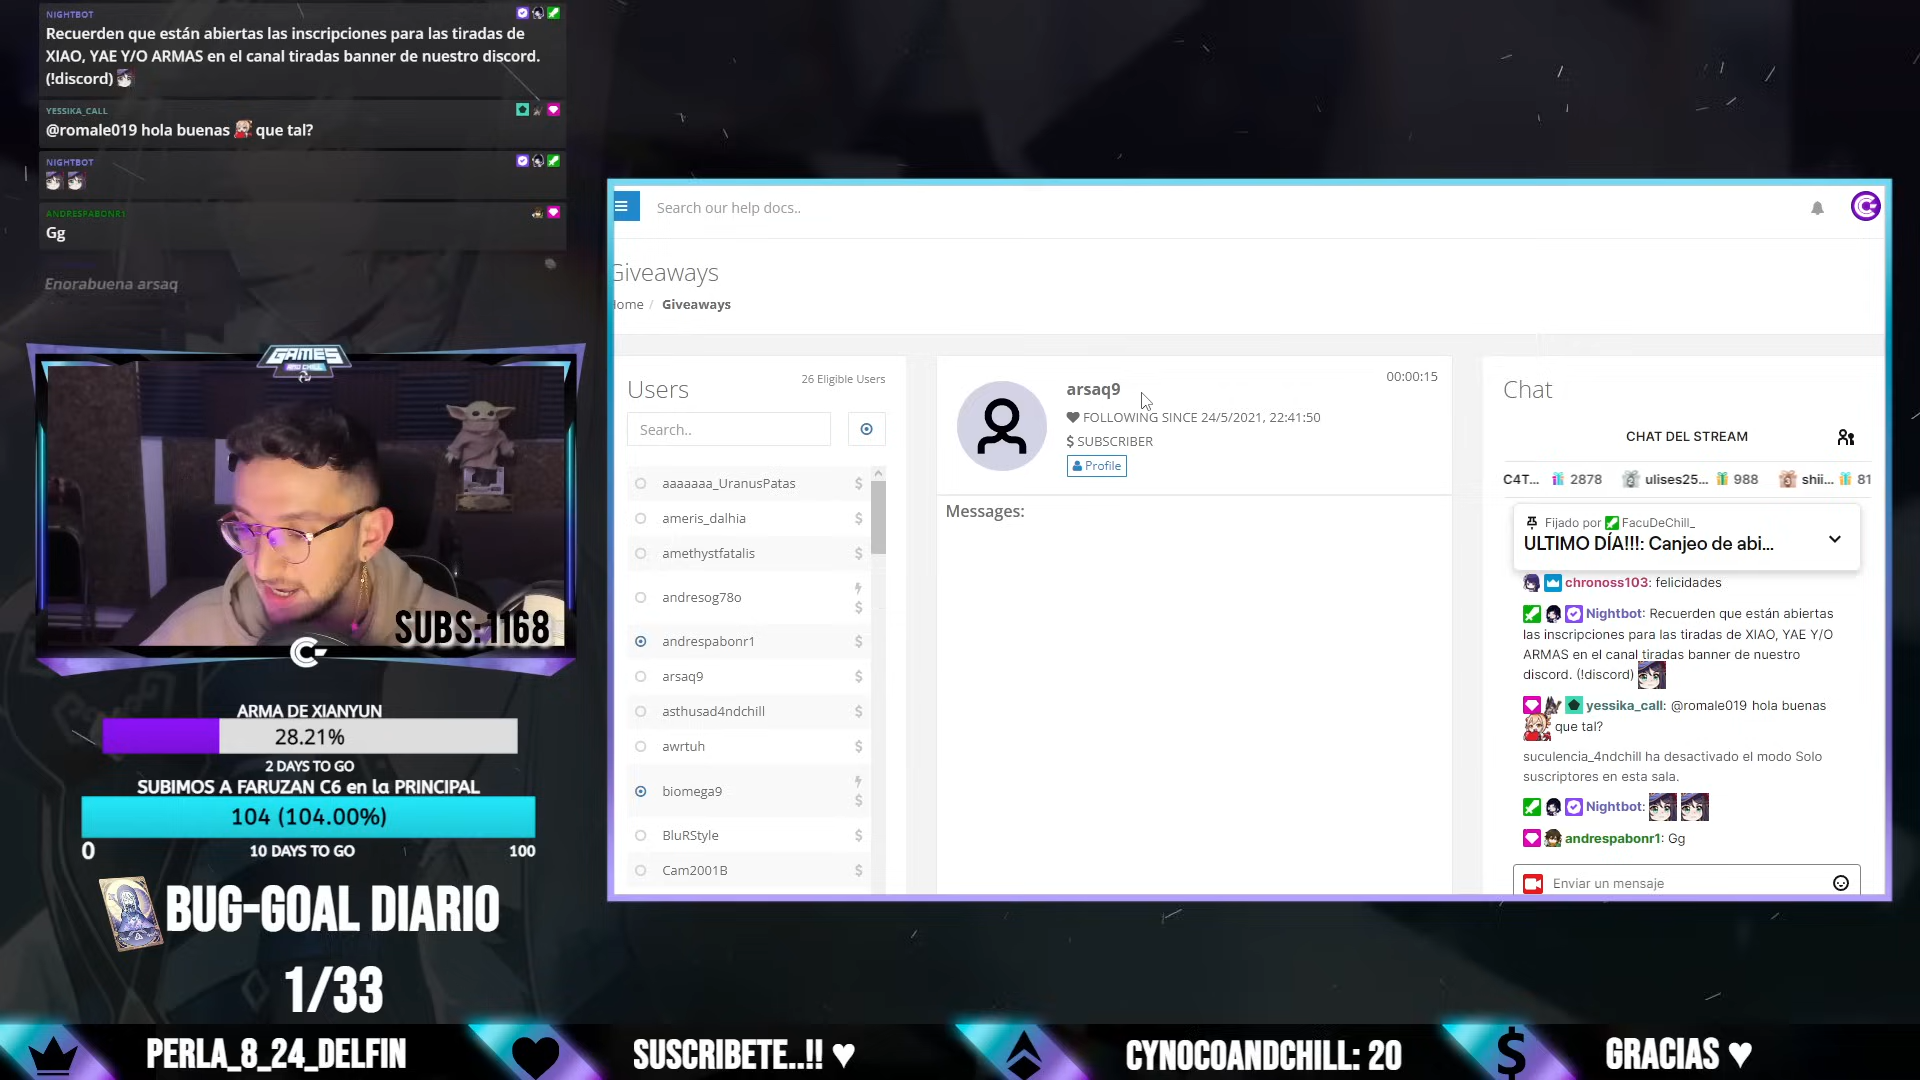 NIGHTBOT
Recuerden que están abiertas las inscripciones para las tiradas de
XIAO, YAE Y/O ARMAS en el canal tiradas banner de nuestro discord.
(!discord)
YESSIKA_CALL
@romale019 hola buenas que tal?
NIGHTBOT
ANDRESPABONR1
Gg
Enorabuena arsaq
GAMES
AND CHILL
SUBS:1168
ARMA DE XIANYUN
28.21%
2 DAYS TO GO
SUBIMOS A FARUZAN C6 en la PRINCIPAL
104 (104.00%)
0
10 DAYS TO GO
100
BUG-GOAL DIARIO
1/33
Search our help docs..
Giveaways
ome / Giveaways
Users
26 Eligible Users
Search..
aaaaaaa_UranusPatas $
ameris_dalhia $
amethystfatalis $
andresog78o $
andrespabonr1 $
arsaq9 $
asthusad4ndchill $
awrtuh $
biomega9 $
BluRStyle $
Cam2001B $
arsaq9
00:00:15
FOLLOWING SINCE 24/5/2021, 22:41:50
$ SUBSCRIBER
Profile
Messages:
Chat
CHAT DEL STREAM
C4T... 2878 ulises25... 988 shii... 81
Fijado por FacuDeChill_
ULTIMO DÍA!!!: Canjeo de abi...
chronoss103: felicidades
Nightbot: Recuerden que están abiertas
las inscripciones para las tiradas de XIAO, YAE Y/O
ARMAS en el canal tiradas banner de nuestro
discord. (!discord)
yessika_call: @romale019 hola buenas
que tal?
suculencia_4ndchill ha desactivado el modo Solo
suscriptores en esta sala.
Nightbot:
andrespabonr1: Gg
Enviar un mensaje
PERLA_8_24_DELFIN
SUSCRIBETE..!! ♥
CYNOCOANDCHILL: 20
$
GRACIAS ♥